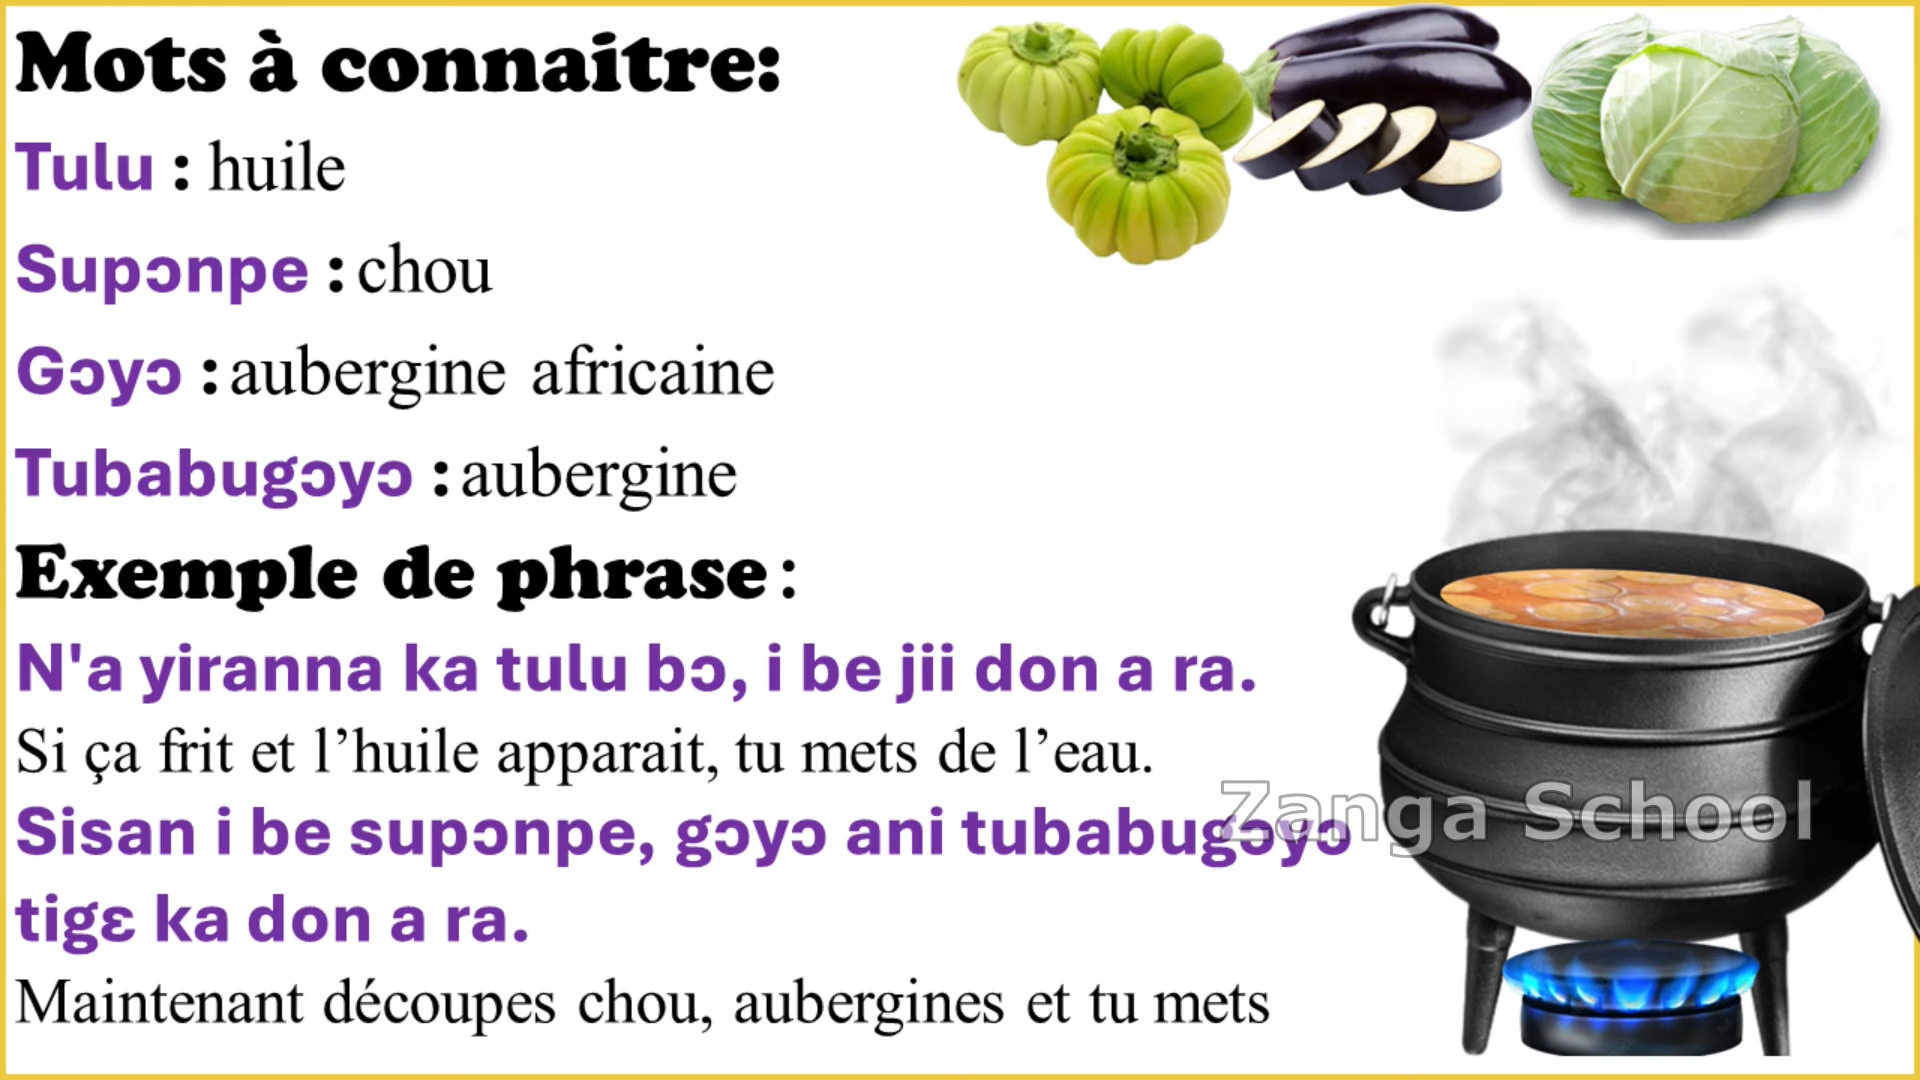 Mots à connaitre:
Tulu : huile
Supɔnpe : chou
Gɔyɔ : aubergine africaine
Tubabugɔyɔ : aubergine
Exemple de phrase :
N'a yiranna ka tulu bɔ, i be jii don a ra.
Si ça frit et l’huile apparait, tu mets de l’eau.
Sisan i be supɔnpe, gɔyɔ ani tubabugɔyɔ
tigɛ ka don a ra.
Maintenant découpes chou, aubergines et tu mets
Zanga School